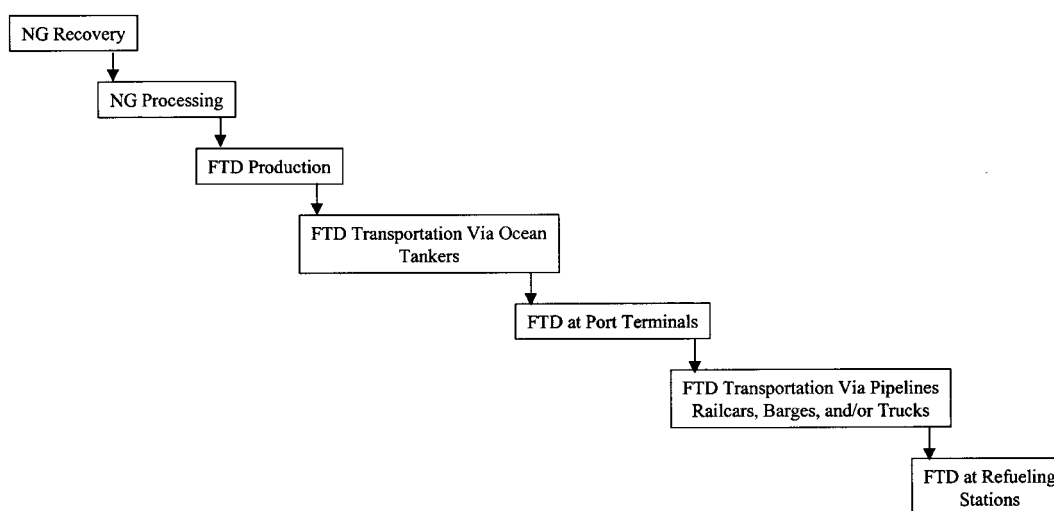 NG Recovery
NG Processing
FTD Production
FTD Transportation Via Ocean
Tankers
FTD at Port Terminals
FTD Transportation Via Pipelines
Railcars, Barges, and/or Trucks
FTD at Refueling
Stations